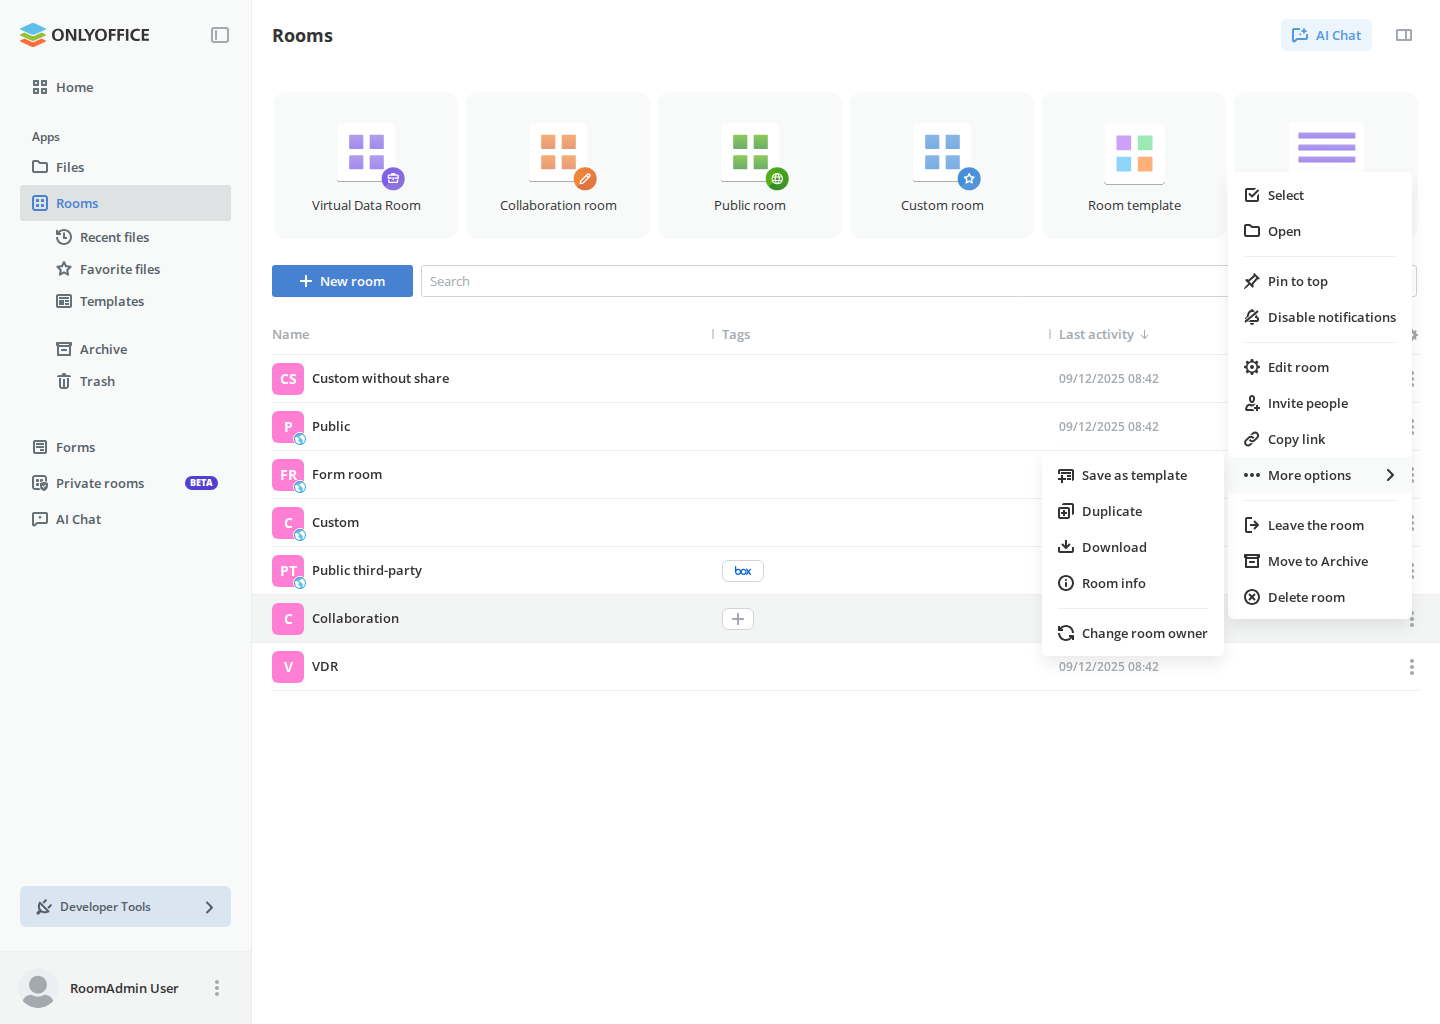 ONLYOFFICE
Home
Apps
Files
Rooms
Recent files
Favorite files
Templates
Archive
Trash
Forms
Private rooms BETA
AI Chat
Developer Tools
RoomAdmin User
Rooms
AI Chat
Virtual Data Room
Collaboration room
Public room
Custom room
Room template
New room
Search
Name Tags Last activity
CS Custom without share 09/12/2025 08:42
P Public 09/12/2025 08:42
FR Form room
C Custom
PT Public third-party box
C Collaboration
V VDR 09/12/2025 08:42
Select
Open
Pin to top
Disable notifications
Edit room
Invite people
Copy link
More options
Leave the room
Move to Archive
Delete room
Save as template
Duplicate
Download
Room info
Change room owner